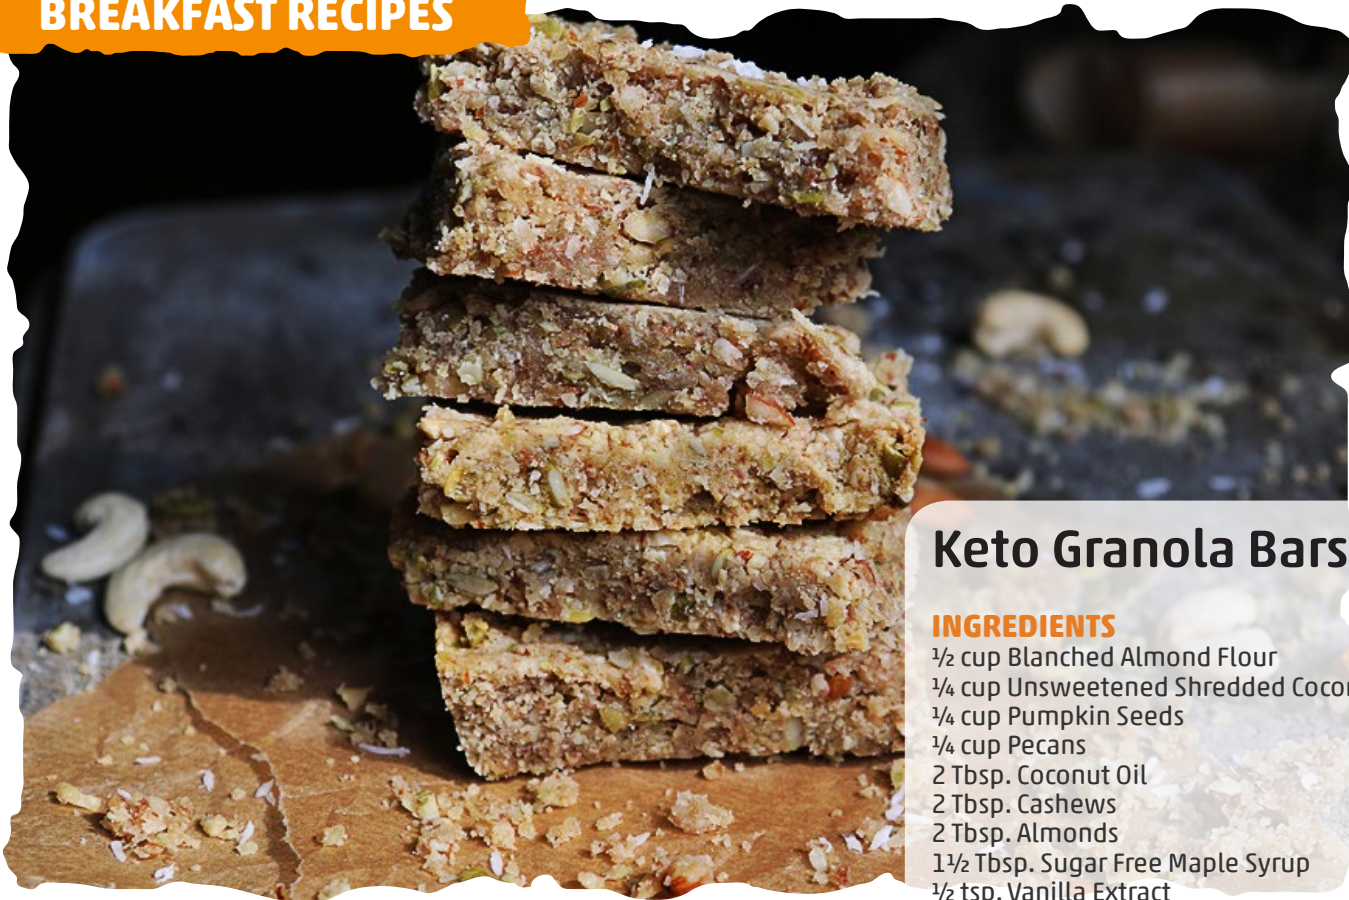 BREAKFAST RECIPES
Keto Granola Bars
INGREDIENTS
½ cup Blanched Almond Flour
¼ cup Unsweetened Shredded
¼ cup Pumpkin Seeds
¼ cup Pecans
2 Tbsp. Coconut Oil
2 Tbsp. Cashews
2 Tbsp. Almonds
1½ Tbsp. Sugar Free Maple Syrup
½ tsp. Vanilla Extract